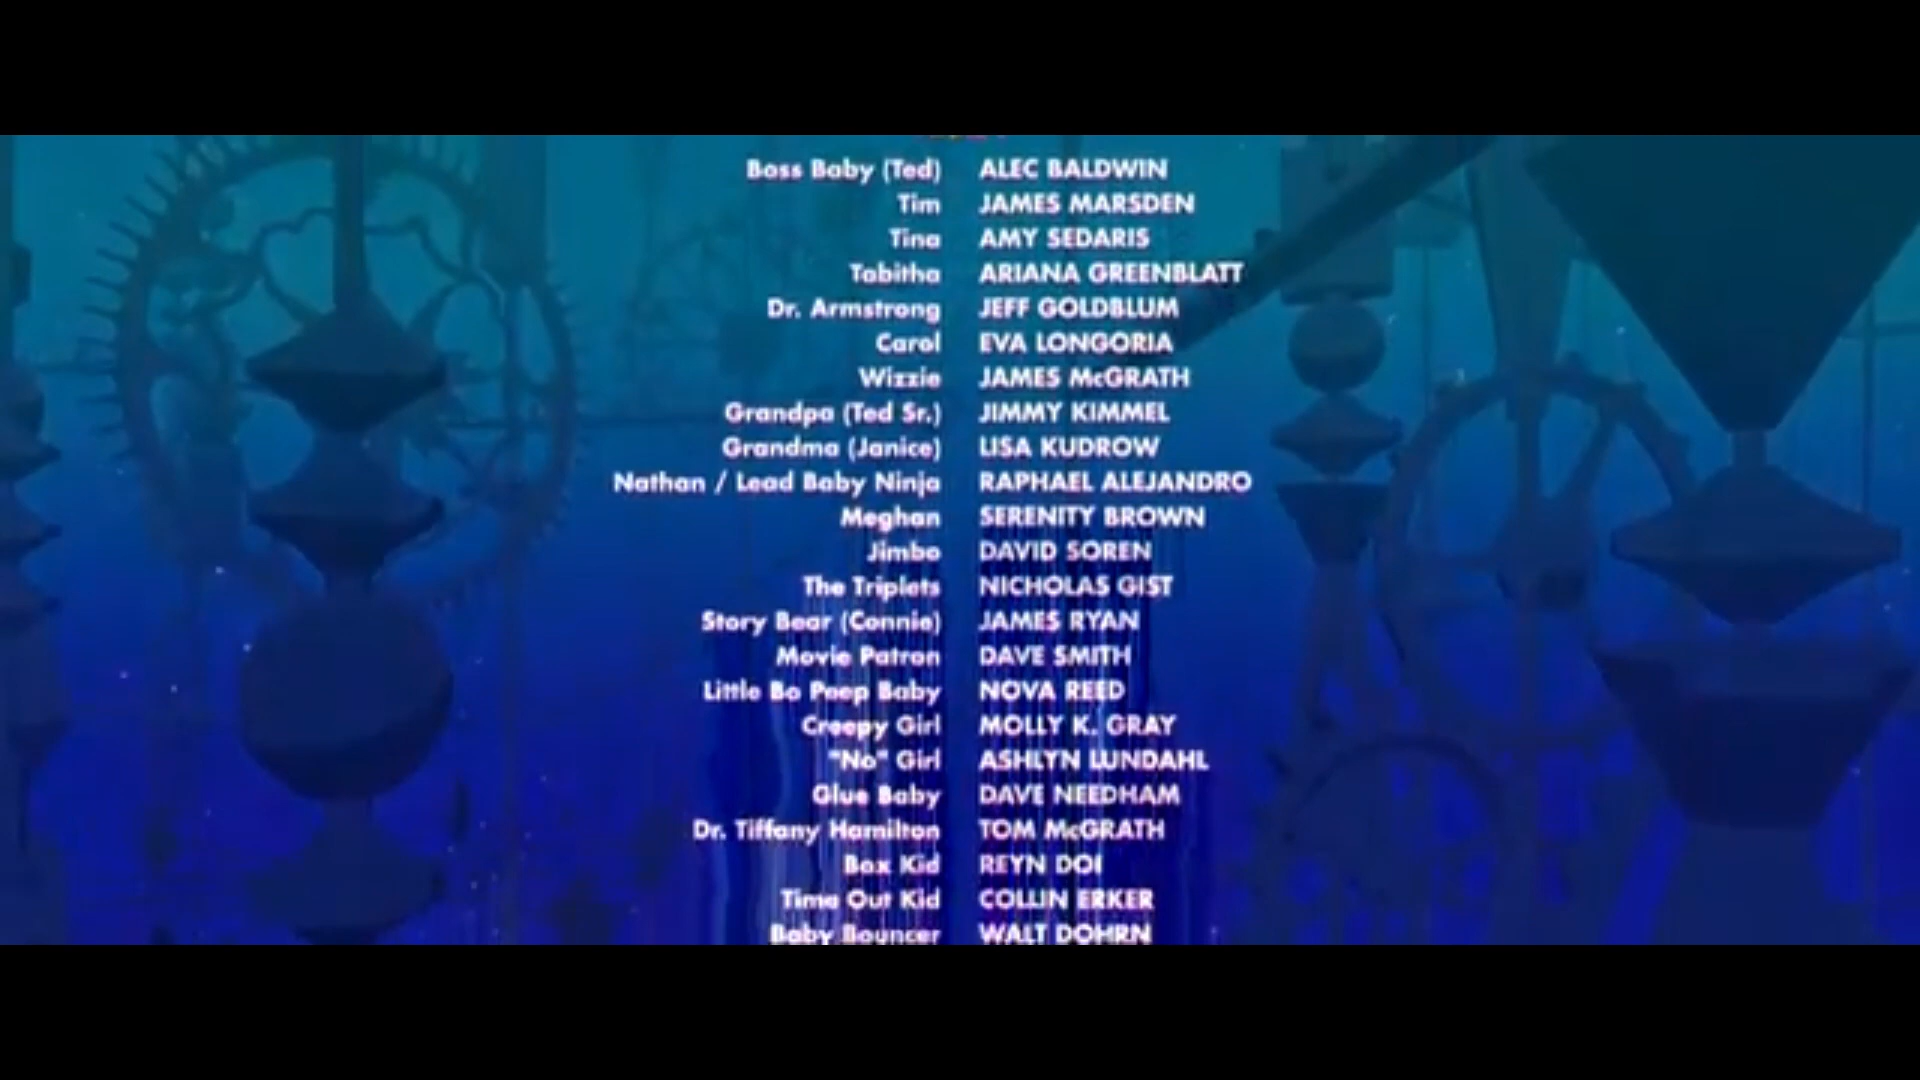 Boss Baby (Ted) ALEC BALDWIN
Tim JAMES MARSDEN
Tina AMY SEDARIS
Tabitha ARIANA GREENBLATT
Dr. Armstrong JEFF GOLDBLUM
Carol EVA LONGORIA
Wizzie JAMES McGRATH
Grandpa (Ted Sr.) JIMMY KIMMEL
Grandma (Janice) LISA KUDROW
Nathan / Lead Baby Ninja RAPHAEL ALEJANDRO
Meghan SERENITY BROWN
Jimbo DAVID SOREN
The Triplets NICHOLAS GIST
Story Bear (Connie) JAMES RYAN
Movie Patron DAVE SMITH
Little Bo Peep Baby NOVA REED
Creepy Girl MOLLY K. GRAY
"No" Girl ASHLYN LUNDAHL
Glue Baby DAVE NEEDHAM
Dr. Tiffany Hamilton TOM McGRATH
Box Kid REYN DOI
Time Out Kid COLLIN ERKER
Baby Bouncer WALT DOHRN